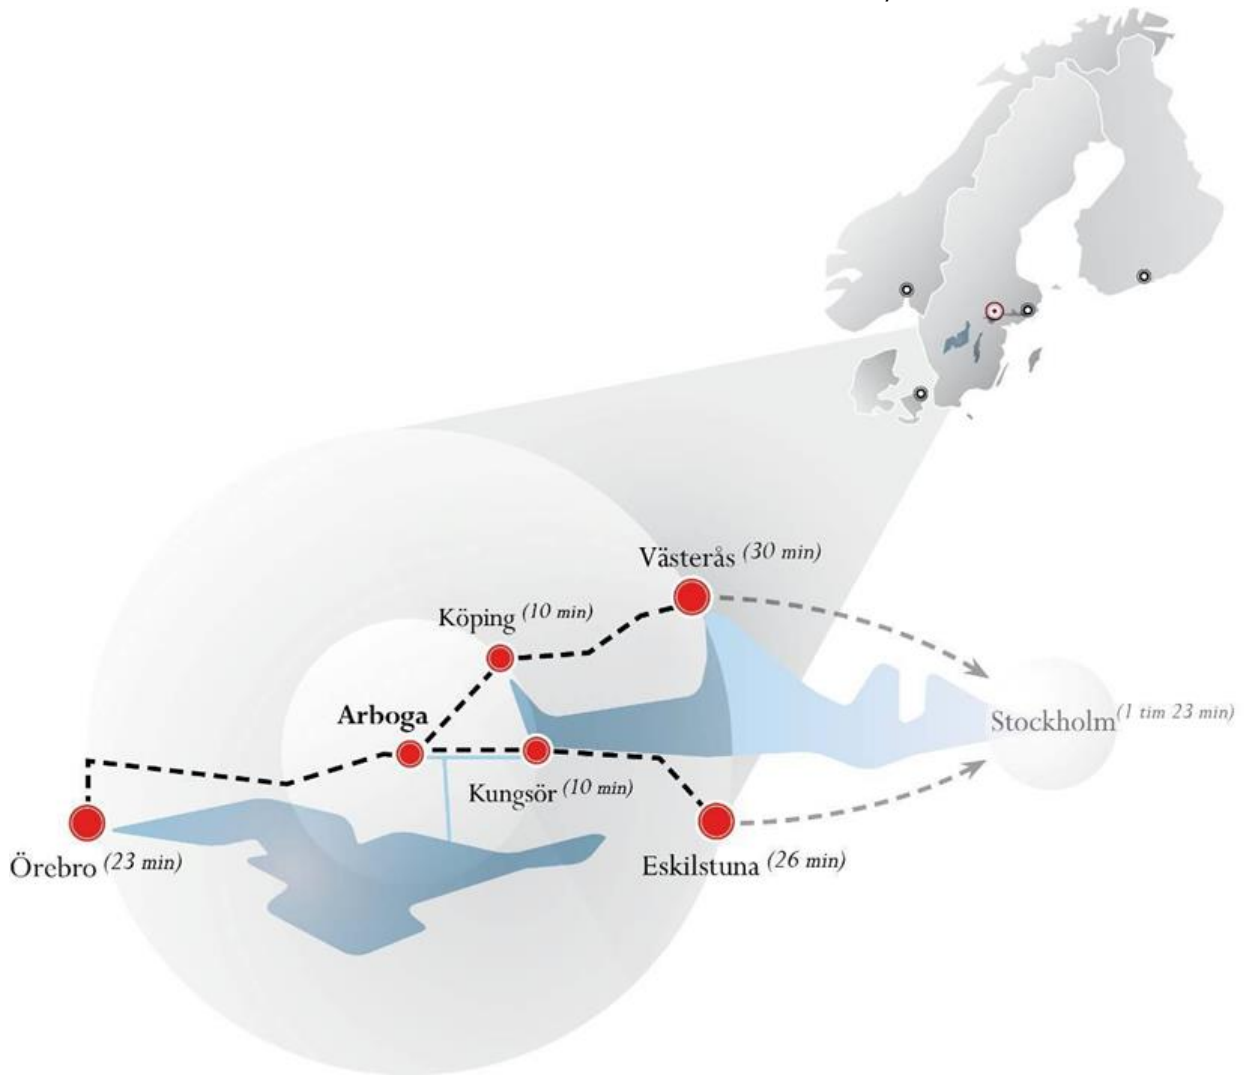 Västerås (30 min)
Köping (10 min)
Arboga
Stockholm (1 tim 23 min)
Kungsör (10 min)
Örebro (23 min)
Eskilstuna (26 min)